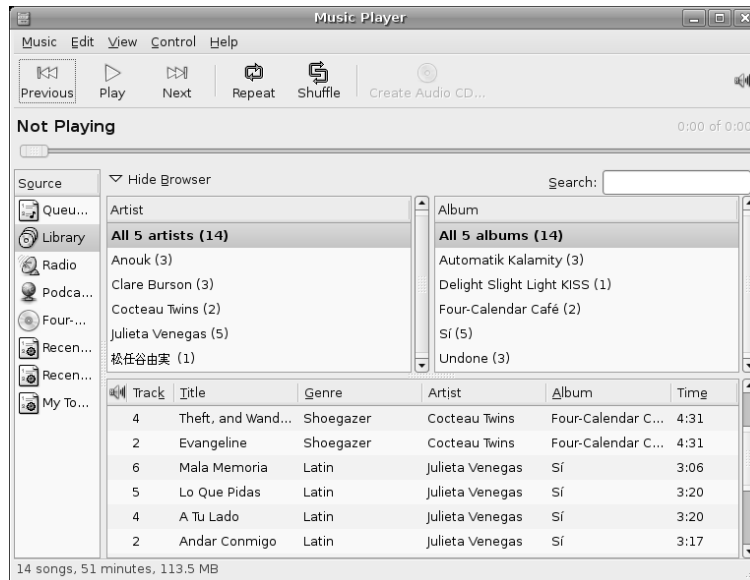 Music Player
Music Edit View Control Help
Previous Play Next Repeat Shuffle Create Audio CD...
Not Playing 0:00 of 0:00
Source Hide Browser Search:
Queu... Artist Album
Library All 5 artists (14) All 5 albums (14)
Radio Anouk (3) Automatik Kalamity (3)
Podca... Clare Burson (3) Delight Slight Light KISS (1)
Four-... Cocteau Twins (2) Four-Calendar Café (2)
Recen... Julieta Venegas (5) Sí (5)
Recen... 松任谷由実 (1) Undone (3)
My To... Track Title Genre Artist Album Time
4 Theft, and Wand... Shoegazer Cocteau Twins Four-Calendar C... 4:31
2 Evangeline Shoegazer Cocteau Twins Four-Calendar C... 4:31
6 Mala Memoria Latin Julieta Venegas Sí 3:06
5 Lo Que Pidas Latin Julieta Venegas Sí 3:20
4 A Tu Lado Latin Julieta Venegas Sí 3:20
2 Andar Conmigo Latin Julieta Venegas Sí 3:17
14 songs, 51 minutes, 113.5 MB